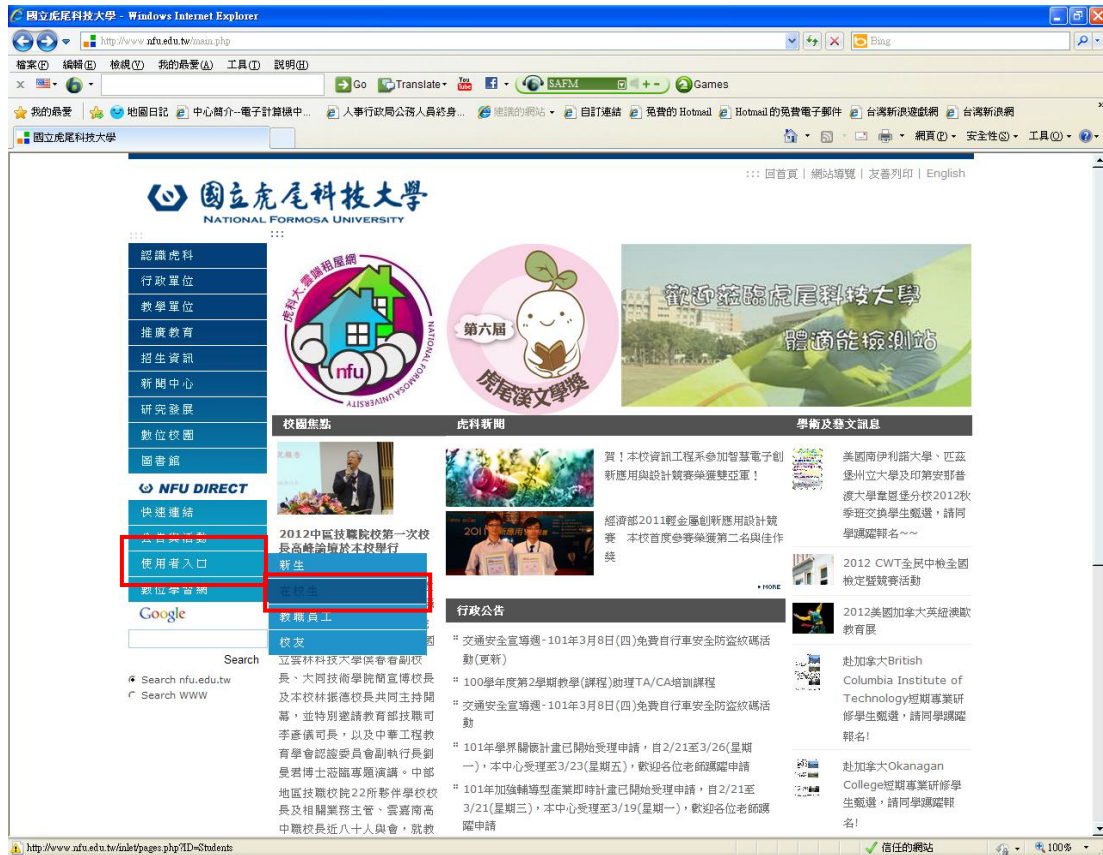 國立虎尾科技大學 - Windows Internet Explorer
http://www.nfu.edu.tw/main.php
Bing
檔案(F) 編輯(E) 檢視(V) 我的最愛(A) 工具(T) 說明(H)
x Go Translate You Tube SAFM Games
我的最愛 地圖日記 中心簡介--電子計算機中... 人事行政局公務人員終身... 建議的網站 自訂連結 免費的 Hotmail Hotmail 的免費電子郵件 台灣新浪遊戲網 台灣新浪網
國立虎尾科技大學
網頁(P) 安全性(S) 工具(O)
::: 回首頁 | 網站導覽 | 友善列印 | English
國立虎尾科技大學
NATIONAL FORMOSA UNIVERSITY
:::
:::
認識虎科
行政單位
教學單位
推廣教育
招生資訊
新聞中心
研究發展
數位校園
圖書館
NFU DIRECT
快速連結
公告與活動
使用者入口
數位學習網
新生
在校生
教職員工
校友
Google
Search
Search nfu.edu.tw
Search WWW
虎科大.雲端租屋網
nfu
NATIONAL FORMOSA UNIVERSITY
第六屆
虎尾溪文學獎
歡迎蒞臨虎尾科技大學
體適能檢測站
校園焦點
2012中區技職院校第一次校
長高峰論壇於本校舉行
立雲林科技大學侯春看副校
長、大同技術學院簡宣博校長
及本校林振德校長共同主持開
幕，並特別邀請教育部技職司
李彥儀司長，以及中華工程教
育學會認證委員會副執行長劉
曼君博士蒞臨專題演講。中部
地區技職校院22所夥伴學校校
長及相關業務主管、雲嘉南高
中職校長近八十人與會，就教
虎科新聞
賀！本校資訊工程系參加智慧電子創
新應用與設計競賽榮獲雙亞軍！
經濟部2011輕金屬創新應用設計競
賽 本校首度參賽榮獲第二名與佳作
獎
MORE
行政公告
交通安全宣導週-101年3月8日(四)免費自行車安全防盜紋碼活
動(更新)
100學年度第2學期教學(課程)助理TA/CA培訓課程
交通安全宣導週-101年3月8日(四)免費自行車安全防盜紋碼活
動
101年學界關懷計畫已開始受理申請，自2/21至3/26(星期
一)，本中心受理至3/23(星期五)，歡迎各位老師踴躍申請
101年加強輔導型產業即時計畫已開始受理申請，自2/21至
3/21(星期三)，本中心受理至3/19(星期一)，歡迎各位老師踴
躍申請
學術及藝文訊息
美國南伊利諾大學、匹茲
堡州立大學及印第安那普
渡大學韋恩堡分校2012秋
季班交換學生甄選，請同
學踴躍報名~~
2012 CWT全民中檢全國
檢定暨競賽活動
2012美國加拿大英紐澳歐
教育展
赴加拿大British
Columbia Institute of
Technology短期專業研
修學生甄選，請同學踴躍
報名!
赴加拿大Okanagan
College短期專業研修學
生甄選，請同學踴躍報
名!
http://www.nfu.edu.tw/inlet/pages.php?ID=Students
信任的網站
100%